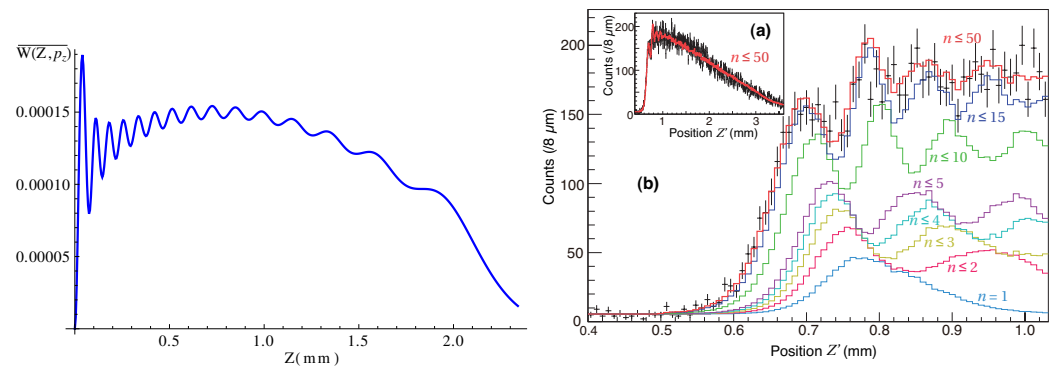 W(Z, p_z)
0.00015
0.00010
0.00005
0.5
1.0
1.5
2.0
Z(mm)
Counts (/8 μm)
200
150
100
50
0
0.4
0.5
0.6
0.7
0.8
0.9
1.0
Position Z′ (mm)
(a)
n ≤ 50
Counts (/8 μm)
200
150
100
50
0
1
2
3
Position Z′ (mm)
(b)
n ≤ 50
n ≤ 15
n ≤ 10
n ≤ 5
n ≤ 4
n ≤ 3
n ≤ 2
n = 1